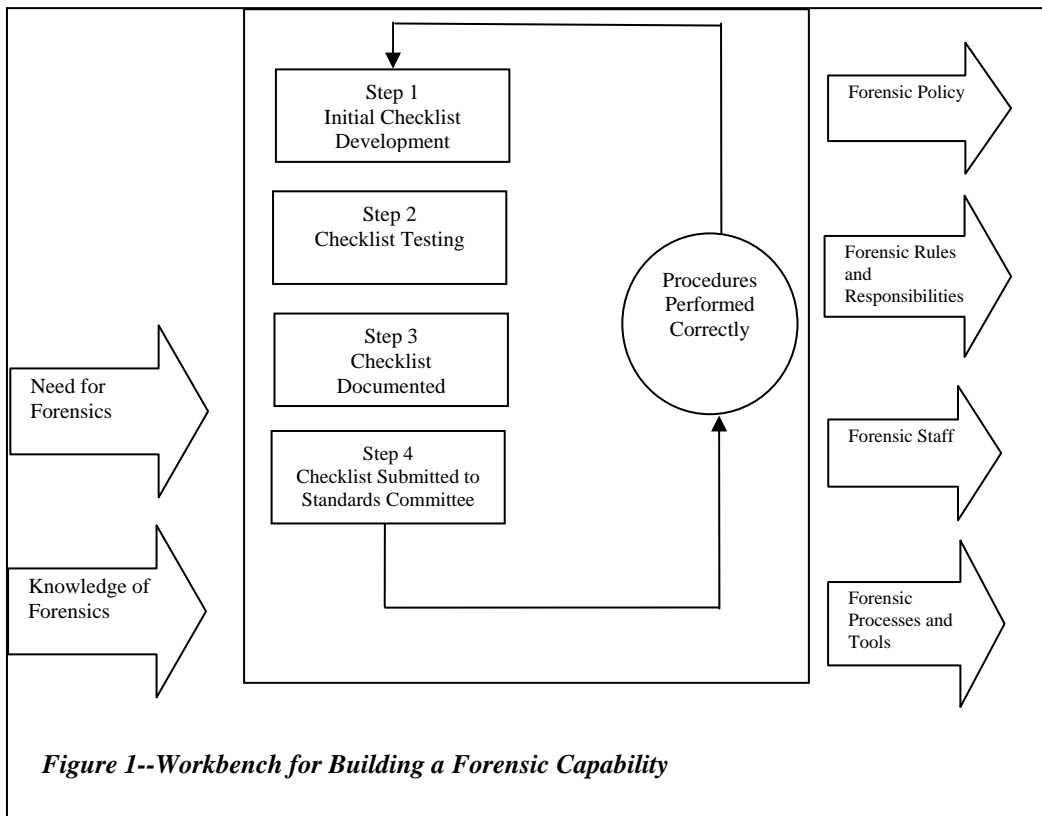 Step 1
Initial Checklist
Development
Step 2
Checklist Testing
Step 3
Checklist
Documented
Step 4
Checklist Submitted to
Standards Committee
Procedures
Performed
Correctly
Need for
Forensics
Knowledge of
Forensics
Forensic Policy
Forensic Rules
and
Responsibilities
Forensic Staff
Forensic
Processes and
Tools
Figure 1--Workbench for Building a Forensic Capability